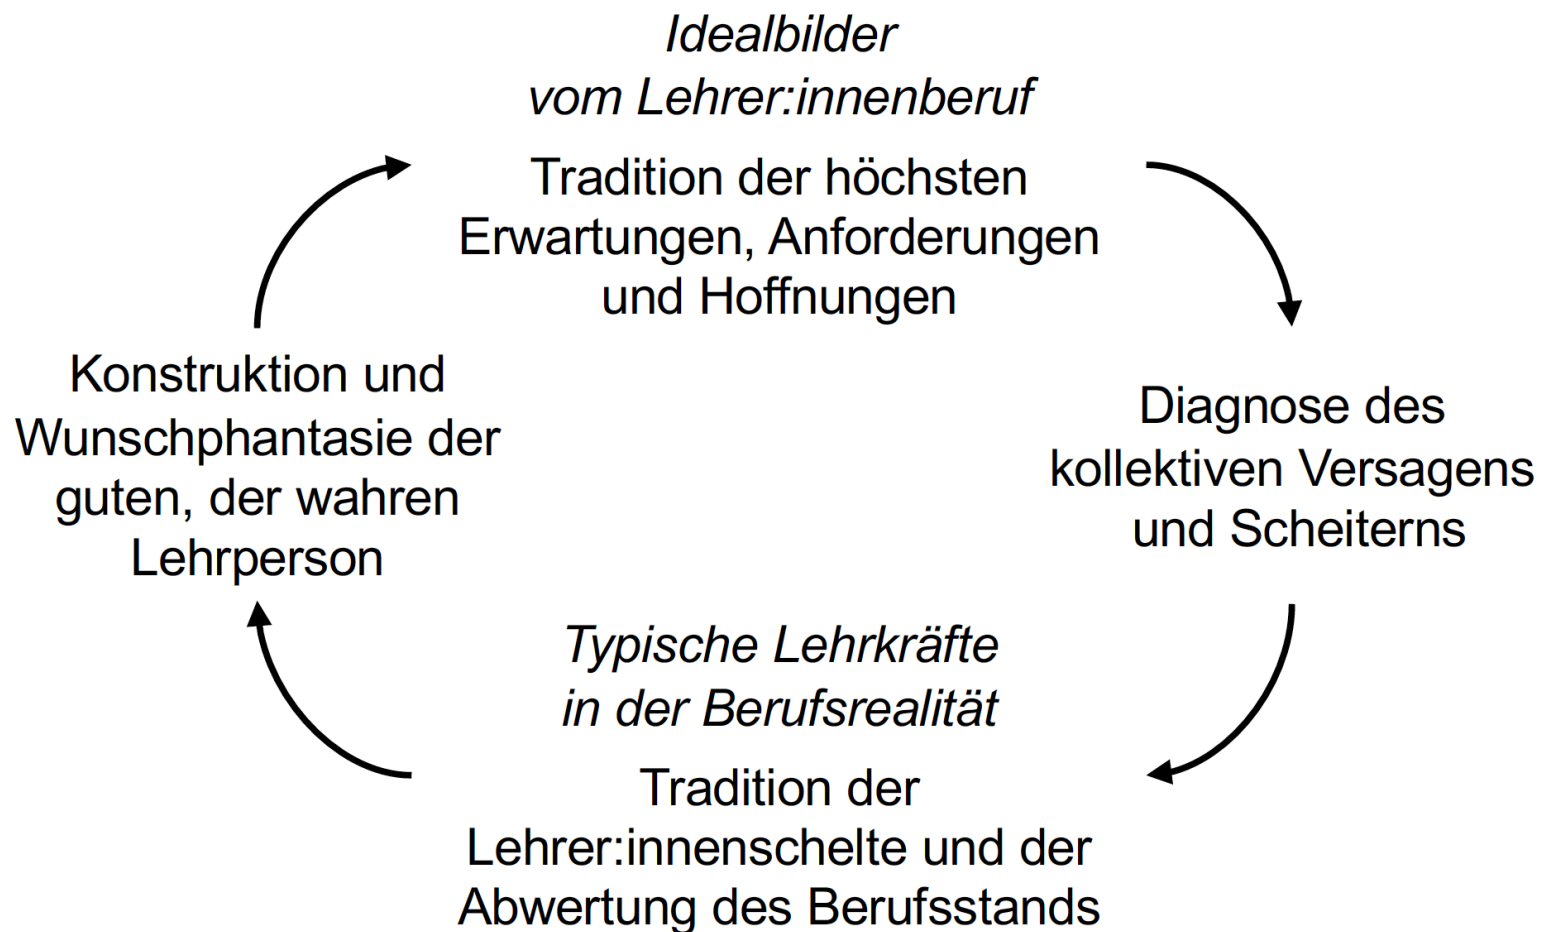 Idealbilder
vom Lehrer:innenberuf
Tradition der höchsten
Erwartungen, Anforderungen
und Hoffnungen
Diagnose des
kollektiven Versagens
und Scheiterns
Typische Lehrkräfte
in der Berufsrealität
Tradition der
Lehrer:innenschelte und der
Abwertung des Berufsstands
Konstruktion und
Wunschphantasie der
guten, der wahren
Lehrperson